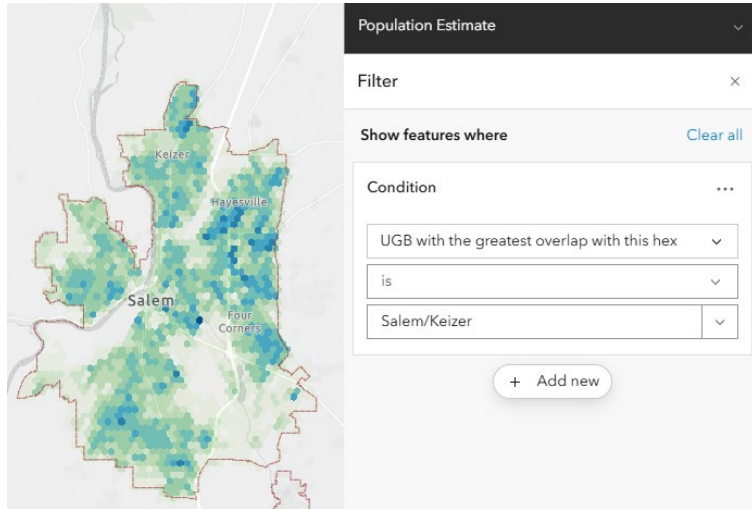 Population Estimate
Filter
Show features where
Clear all
Condition
UGB with the greatest overlap with this hex
is
Salem/Keizer
+ Add new
Keizer
Hayesville
Salem
Four
Corners